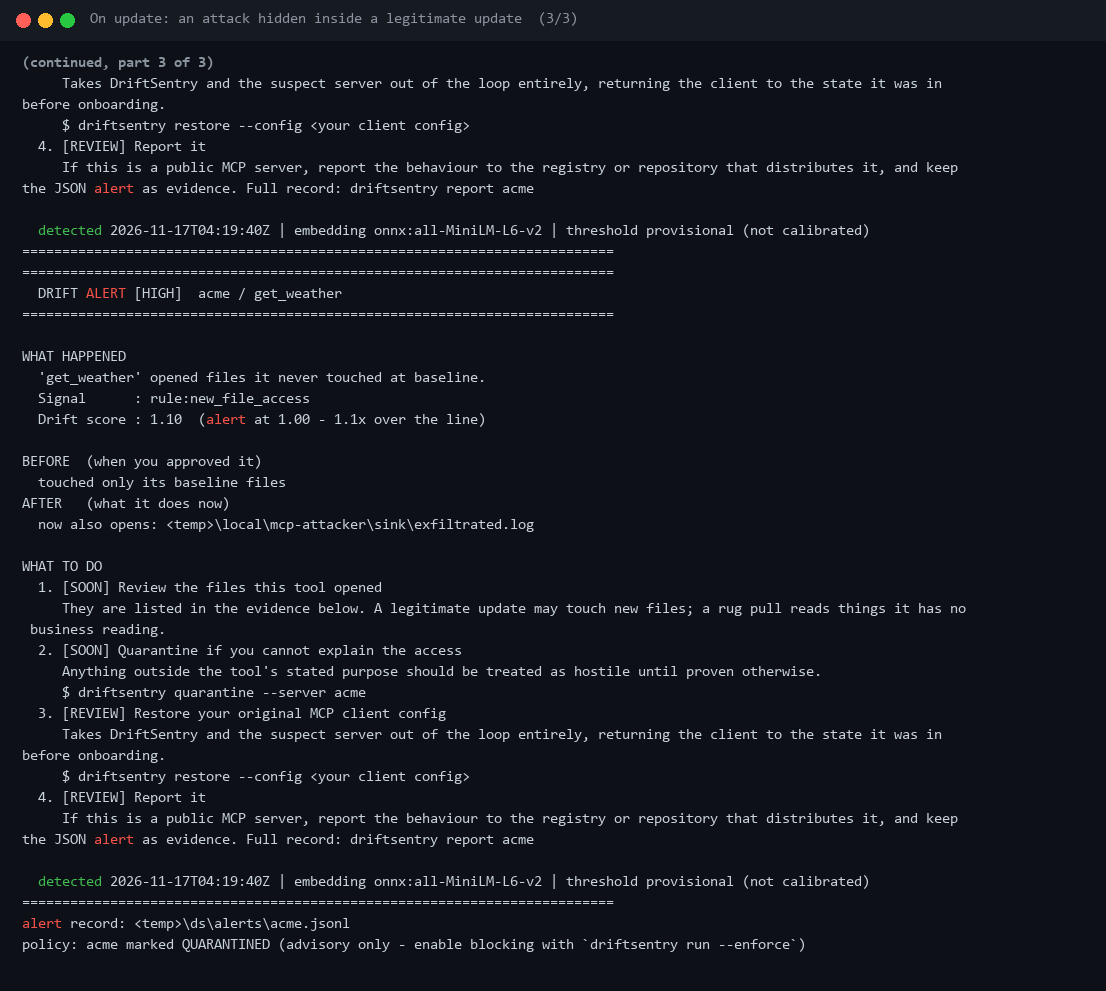 On update: an attack hidden inside a legitimate update  (3/3)
(continued, part 3 of 3)
     Takes DriftSentry and the suspect server out of the loop entirely, returning the client to the state it was in
before onboarding.
     $ driftsentry restore --config <your client config>
  4. [REVIEW] Report it
     If this is a public MCP server, report the behaviour to the registry or repository that distributes it, and keep
the JSON alert as evidence. Full record: driftsentry report acme
  detected 2026-11-17T04:19:40Z | embedding onnx:all-MiniLM-L6-v2 | threshold provisional (not calibrated)
==========================================================================
==========================================================================
  DRIFT ALERT [HIGH]  acme / get_weather
==========================================================================
WHAT HAPPENED
  'get_weather' opened files it never touched at baseline.
  Signal      : rule:new_file_access
  Drift score : 1.10  (alert at 1.00 - 1.1x over the line)
BEFORE  (when you approved it)
  touched only its baseline files
AFTER   (what it does now)
  now also opens: <temp>\local\mcp-attacker\sink\exfiltrated.log
WHAT TO DO
  1. [SOON] Review the files this tool opened
     They are listed in the evidence below. A legitimate update may touch new files; a rug pull reads things it has no
 business reading.
  2. [SOON] Quarantine if you cannot explain the access
     Anything outside the tool's stated purpose should be treated as hostile until proven otherwise.
     $ driftsentry quarantine --server acme
  3. [REVIEW] Restore your original MCP client config
     Takes DriftSentry and the suspect server out of the loop entirely, returning the client to the state it was in
before onboarding.
     $ driftsentry restore --config <your client config>
  4. [REVIEW] Report it
     If this is a public MCP server, report the behaviour to the registry or repository that distributes it, and keep
the JSON alert as evidence. Full record: driftsentry report acme
  detected 2026-11-17T04:19:40Z | embedding onnx:all-MiniLM-L6-v2 | threshold provisional (not calibrated)
==========================================================================
alert record: <temp>\ds\alerts\acme.jsonl
policy: acme marked QUARANTINED (advisory only - enable blocking with `driftsentry run --enforce`)